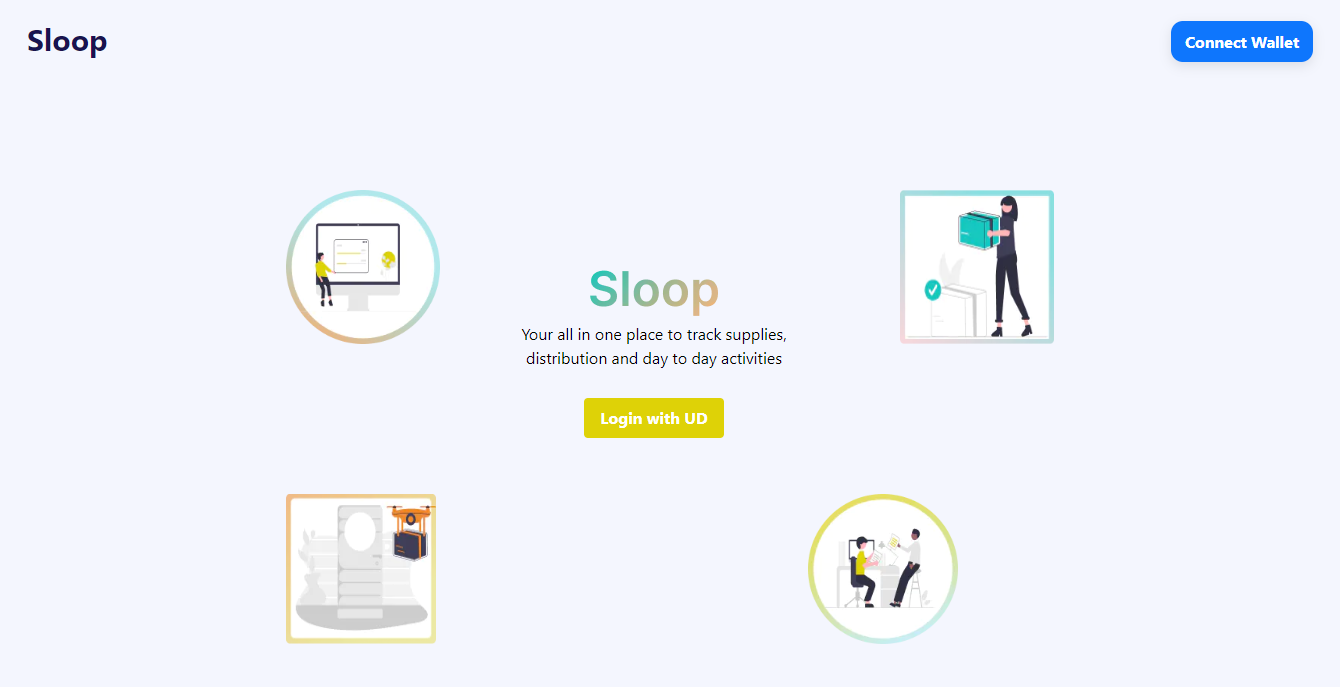 Sloop
Connect Wallet
Sloop
Your all in one place to track supplies,
distribution and day to day activities
Login with UD